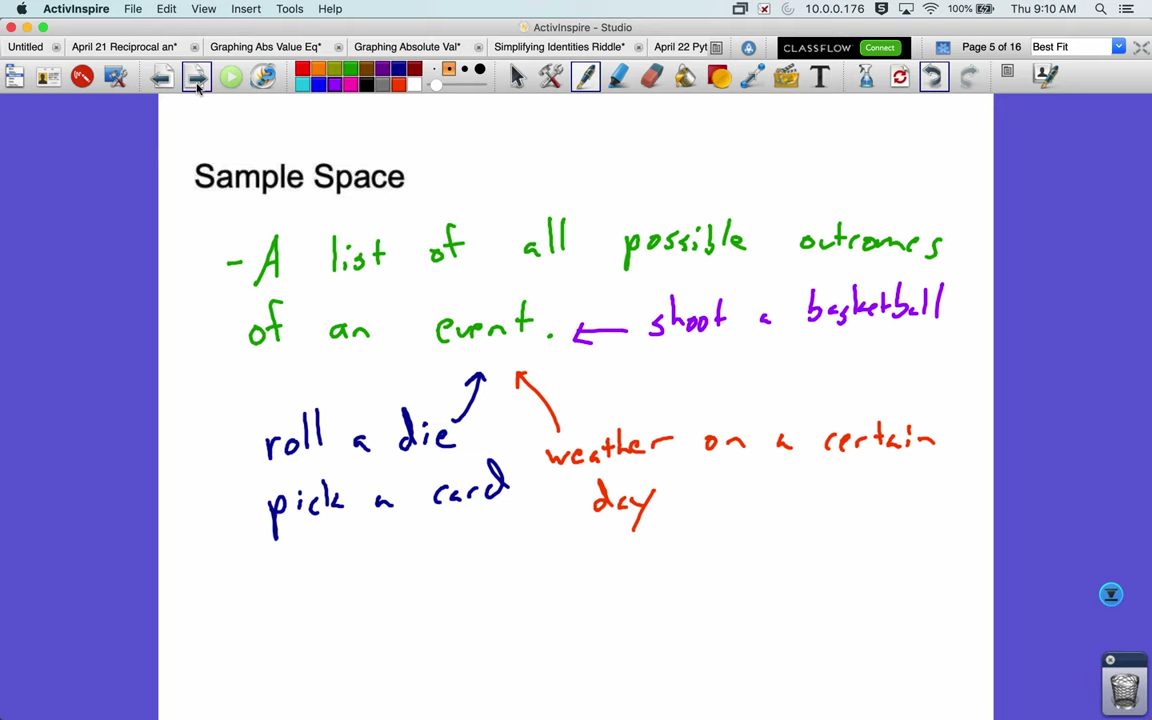 ActivInspire File Edit View Insert Tools Help 10.0.0.176 100% Thu 9:10 AM
ActivInspire - Studio
Untitled April 21 Reciprocal an* Graphing Abs Value Eq* Graphing Absolute Val* Simplifying Identities Riddle* April 22 Pyt CLASSFLOW Connect Page 5 of 16 Best Fit
Sample Space
- A list of all possible outcomes
of an event. ← shoot a basketball
roll a die
weather on a certain
pick a card
day